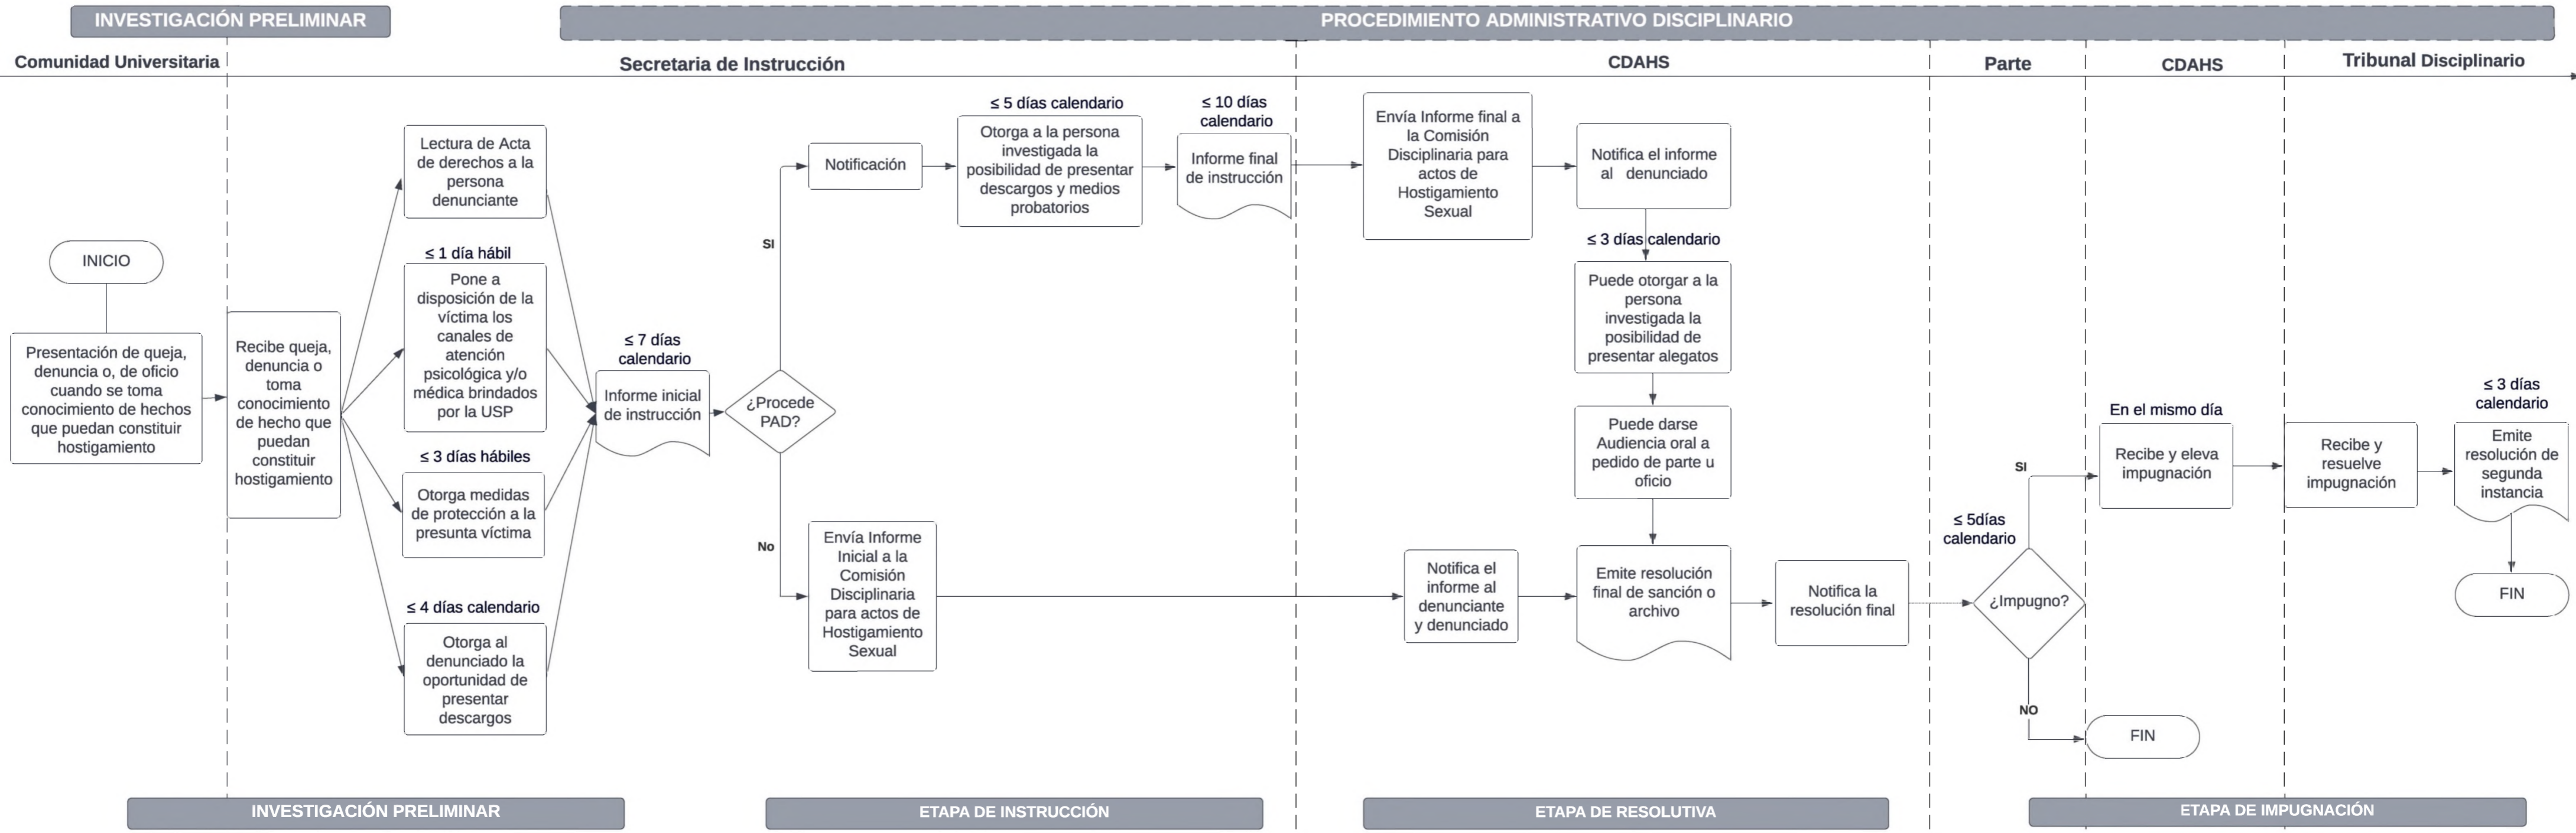 INVESTIGACIÓN PRELIMINAR
PROCEDIMIENTO ADMINISTRATIVO DISCIPLINARIO
Comunidad Universitaria
Secretaria de Instrucción
CDAHS
Parte
CDAHS
Tribunal Disciplinario
INICIO
Presentación de queja,
denuncia o, de oficio
cuando se toma
conocimiento de hechos
que puedan constituir
hostigamiento
Recibe queja,
denuncia o
toma
conocimiento
de hecho que
puedan
constituir
hostigamiento
Lectura de Acta
de derechos a la
persona
denunciante
≤ 1 día hábil
Pone a
disposición de la
víctima los
canales de
atención
psicológica y/o
médica brindados
por la USP
≤ 3 días hábiles
Otorga medidas
de protección a la
presunta víctima
≤ 4 días calendario
Otorga al
denunciado la
oportunidad de
presentar
descargos
≤ 7 días
calendario
Informe inicial
de instrucción
¿Procede
PAD?
SI
Notificación
≤ 5 días calendario
Otorga a la persona
investigada la
posibilidad de presentar
descargos y medios
probatorios
≤ 10 días
calendario
Informe final
de instrucción
No
Envía Informe
Inicial a la
Comisión
Disciplinaria
para actos de
Hostigamiento
Sexual
Envía Informe final a
la Comisión
Disciplinaria para
actos de
Hostigamiento
Sexual
Notifica el informe
al denunciado
≤ 3 días calendario
Puede otorgar a la
persona
investigada la
posibilidad de
presentar alegatos
Puede darse
Audiencia oral a
pedido de parte u
oficio
Notifica el
informe al
denunciante
y denunciado
Emite resolución
final de sanción o
archivo
Notifica la
resolución final
≤ 5días
calendario
¿Impugno?
SI
NO
FIN
En el mismo día
Recibe y eleva
impugnación
Recibe y
resuelve
impugnación
≤ 3 días
calendario
Emite
resolución de
segunda
instancia
FIN
INVESTIGACIÓN PRELIMINAR
ETAPA DE INSTRUCCIÓN
ETAPA DE RESOLUTIVA
ETAPA DE IMPUGNACIÓN